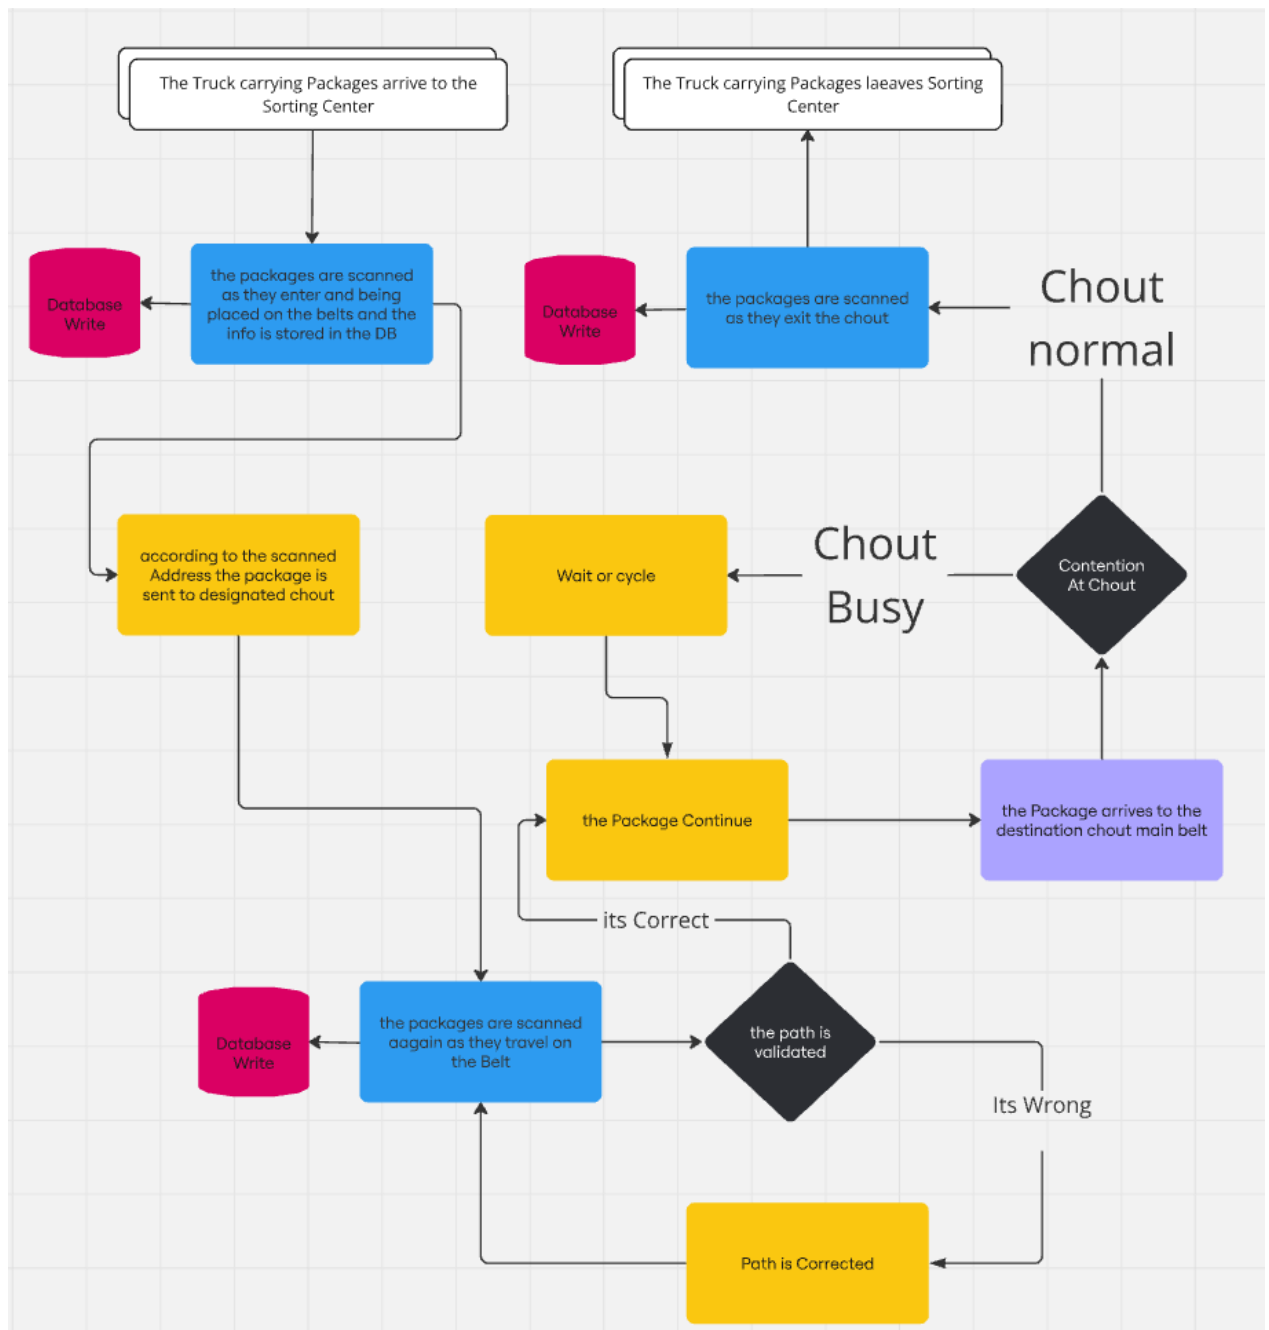 The Truck carrying Packages arrive to the
Sorting Center
The Truck carrying Packages laeaves Sorting
Center
Database
Write
the packages are scanned
as they enter and being
placed on the belts and the
info is stored in the DB
Database
Write
the packages are scanned
as they exit the chout
Chout
normal
according to the scanned
Address the package is
sent to designated chout
Wait or cycle
Chout
Busy
Contention
At Chout
the Package Continue
the Package arrives to the
destination chout main belt
its Correct
Database
Write
the packages are scanned
aagain as they travel on
the Belt
the path is
validated
Its Wrong
Path is Corrected